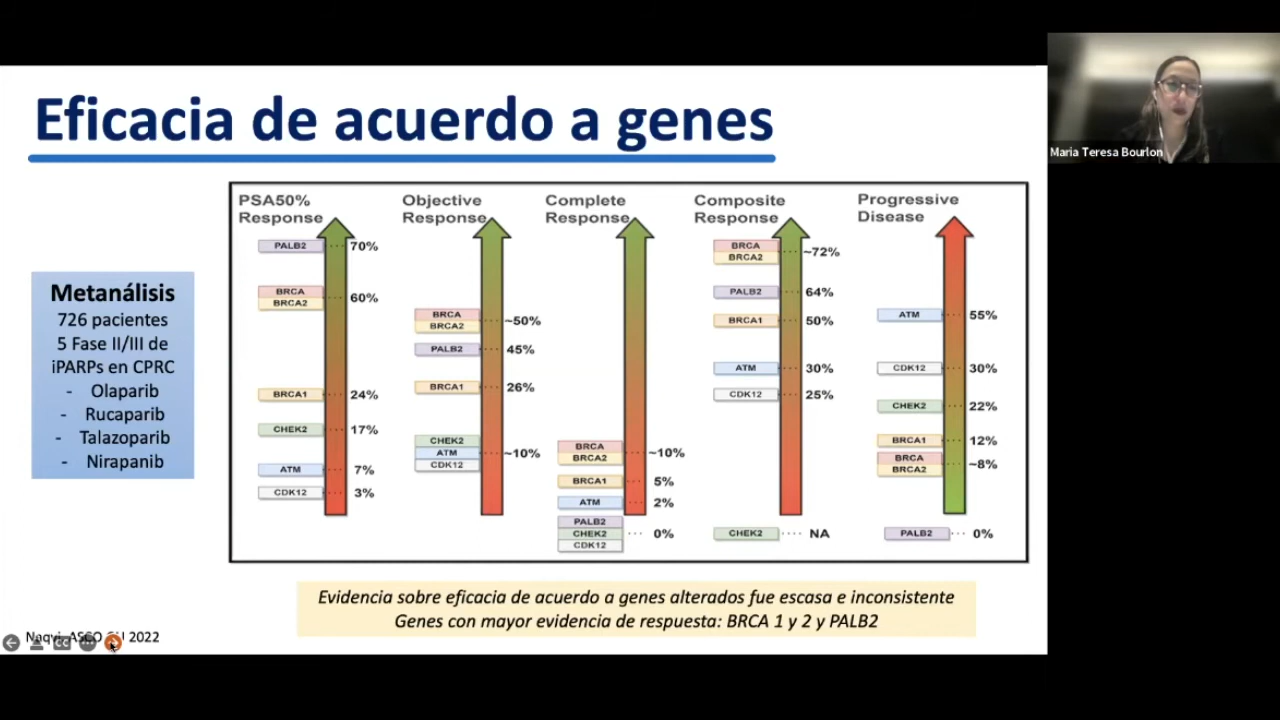 Eficacia de acuerdo a genes
Maria Teresa Bourlon
Metanálisis
726 pacientes
5 Fase II/III de
iPARPs en CPRC
- Olaparib
- Rucaparib
- Talazoparib
- Nirapanib
PSA50%
Response
PALB2 70%
BRCA
BRCA2 60%
BRCA1 24%
CHEK2 17%
ATM 7%
CDK12 3%
Objective
Response
BRCA
BRCA2 ~50%
PALB2 45%
BRCA1 26%
CHEK2
ATM ~10%
CDK12
Complete
Response
BRCA
BRCA2 ~10%
BRCA1 5%
ATM 2%
PALB2
CHEK2 0%
CDK12
Composite
Response
BRCA
BRCA2 ~72%
PALB2 64%
BRCA1 50%
ATM 30%
CDK12 25%
CHEK2 NA
Progressive
Disease
ATM 55%
CDK12 30%
CHEK2 22%
BRCA1 12%
BRCA
BRCA2 ~8%
PALB2 0%
Evidencia sobre eficacia de acuerdo a genes alterados fue escasa e inconsistente
Genes con mayor evidencia de respuesta: BRCA 1 y 2 y PALB2
Naqvi, ASCO 2022
CC